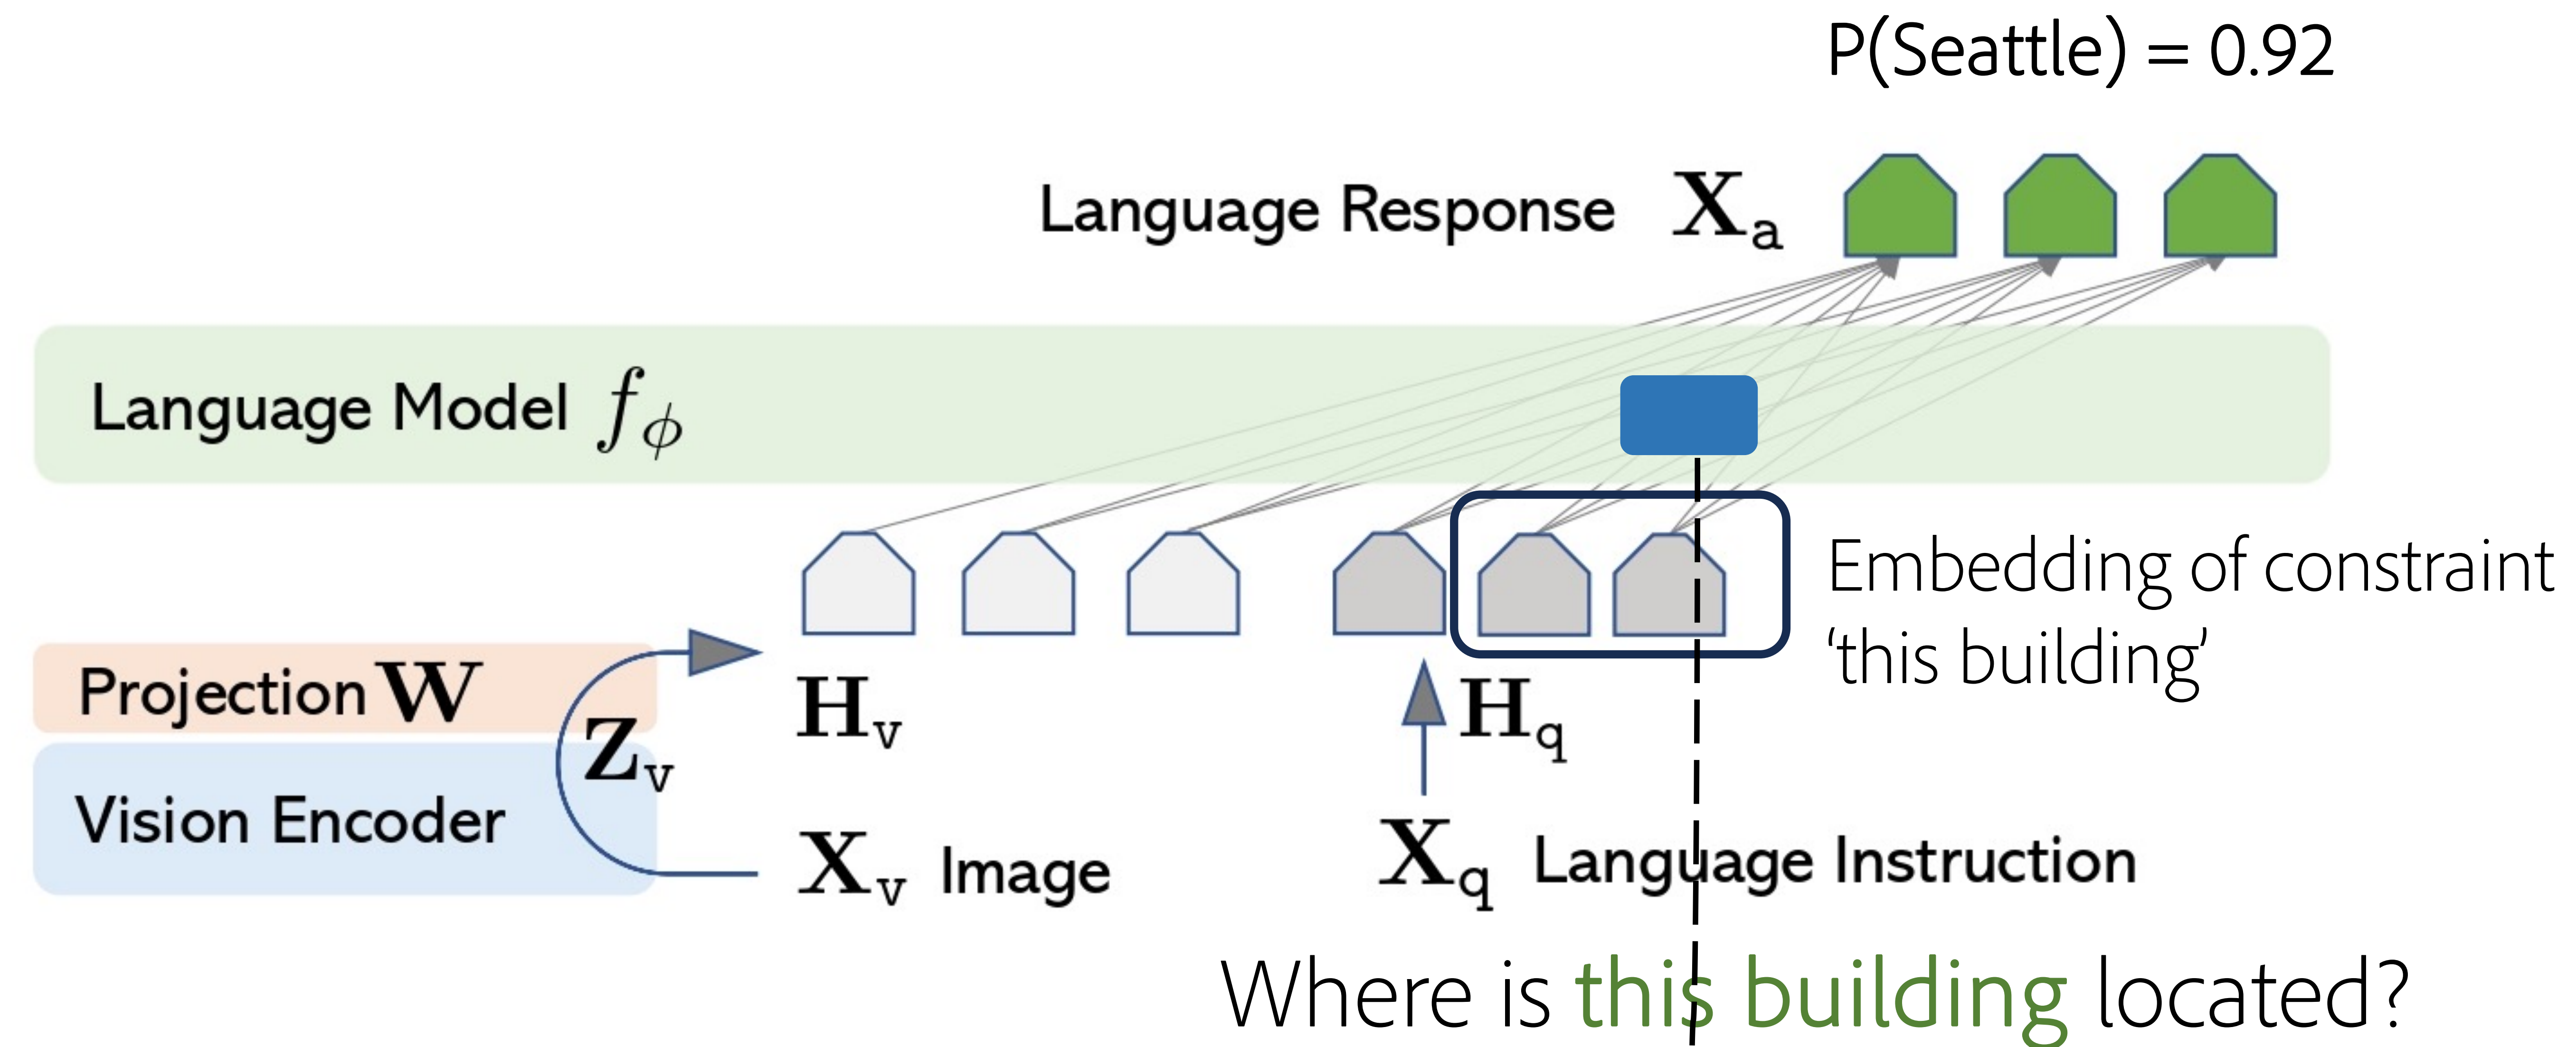 P(Seattle) = 0.92
Language Response X_a
Language Model f_ϕ
Embedding of constraint
‘this building’
Projection W
Z_v
H_v
H_q
Vision Encoder
X_v Image
X_q Language Instruction
Where is this building located?